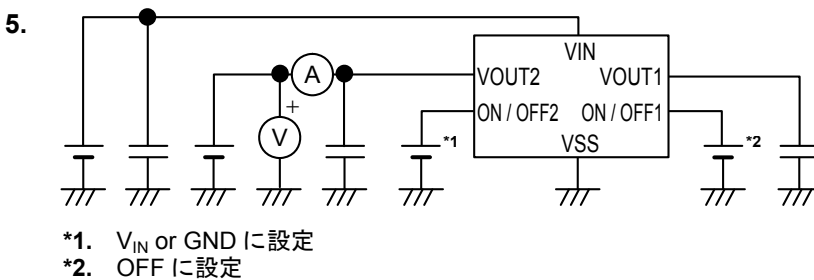 5.
VIN
VOUT2 VOUT1
A
ON / OFF2 ON / OFF1
+
V
*1
*2
VSS
*1. VIN or GND に設定
*2. OFF に設定